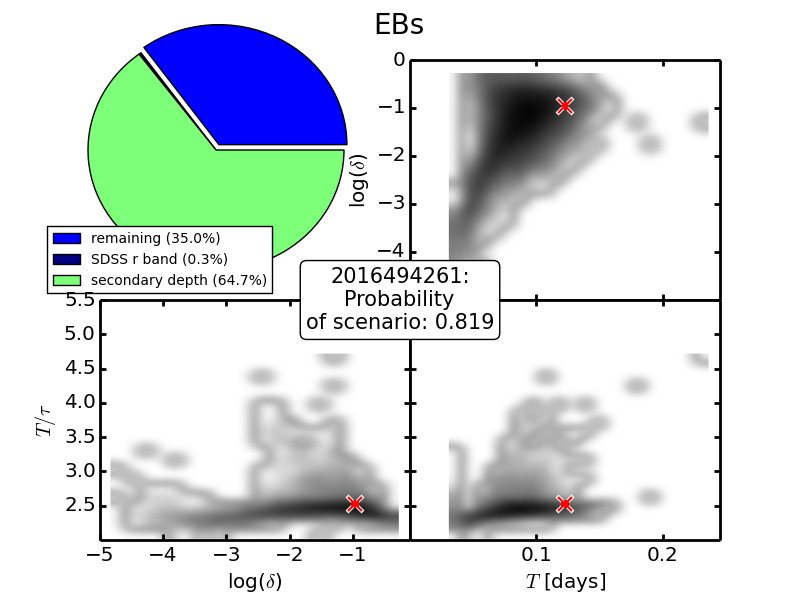 EBs
0
−1
−2
−3
−4
log(δ)
remaining (35.0%)
SDSS r band (0.3%)
secondary depth (64.7%)
2016494261:
Probability
of scenario: 0.819
5.5
5.0
4.5
4.0
3.5
3.0
2.5
T/τ
−5 −4 −3 −2 −1
log(δ)
0.1 0.2
T [days]